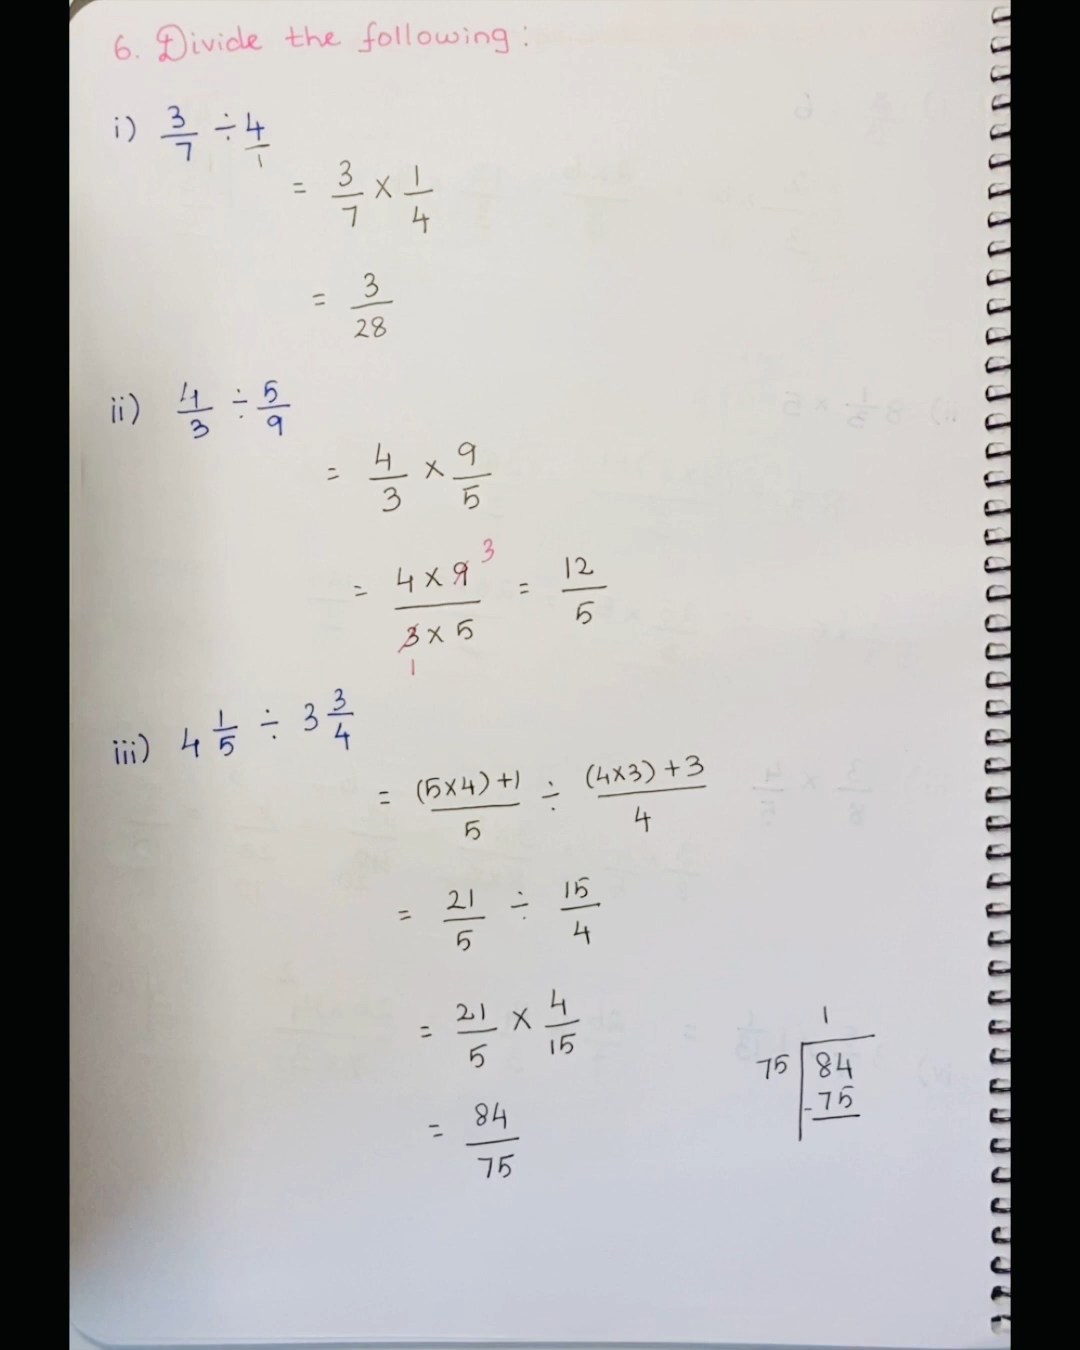 6. Divide the following:
i) 3/7 ÷ 4/1
= 3/7 × 1/4
= 3/28
ii) 4/3 ÷ 5/9
= 4/3 × 9/5
= 4 × 9 3 / 3 1 × 5 = 12/5
iii) 4 1/5 ÷ 3 3/4
= (5×4)+1/5 ÷ (4×3)+3/4
= 21/5 ÷ 15/4
= 21/5 × 4/15
= 84/75
1
75 84
-75